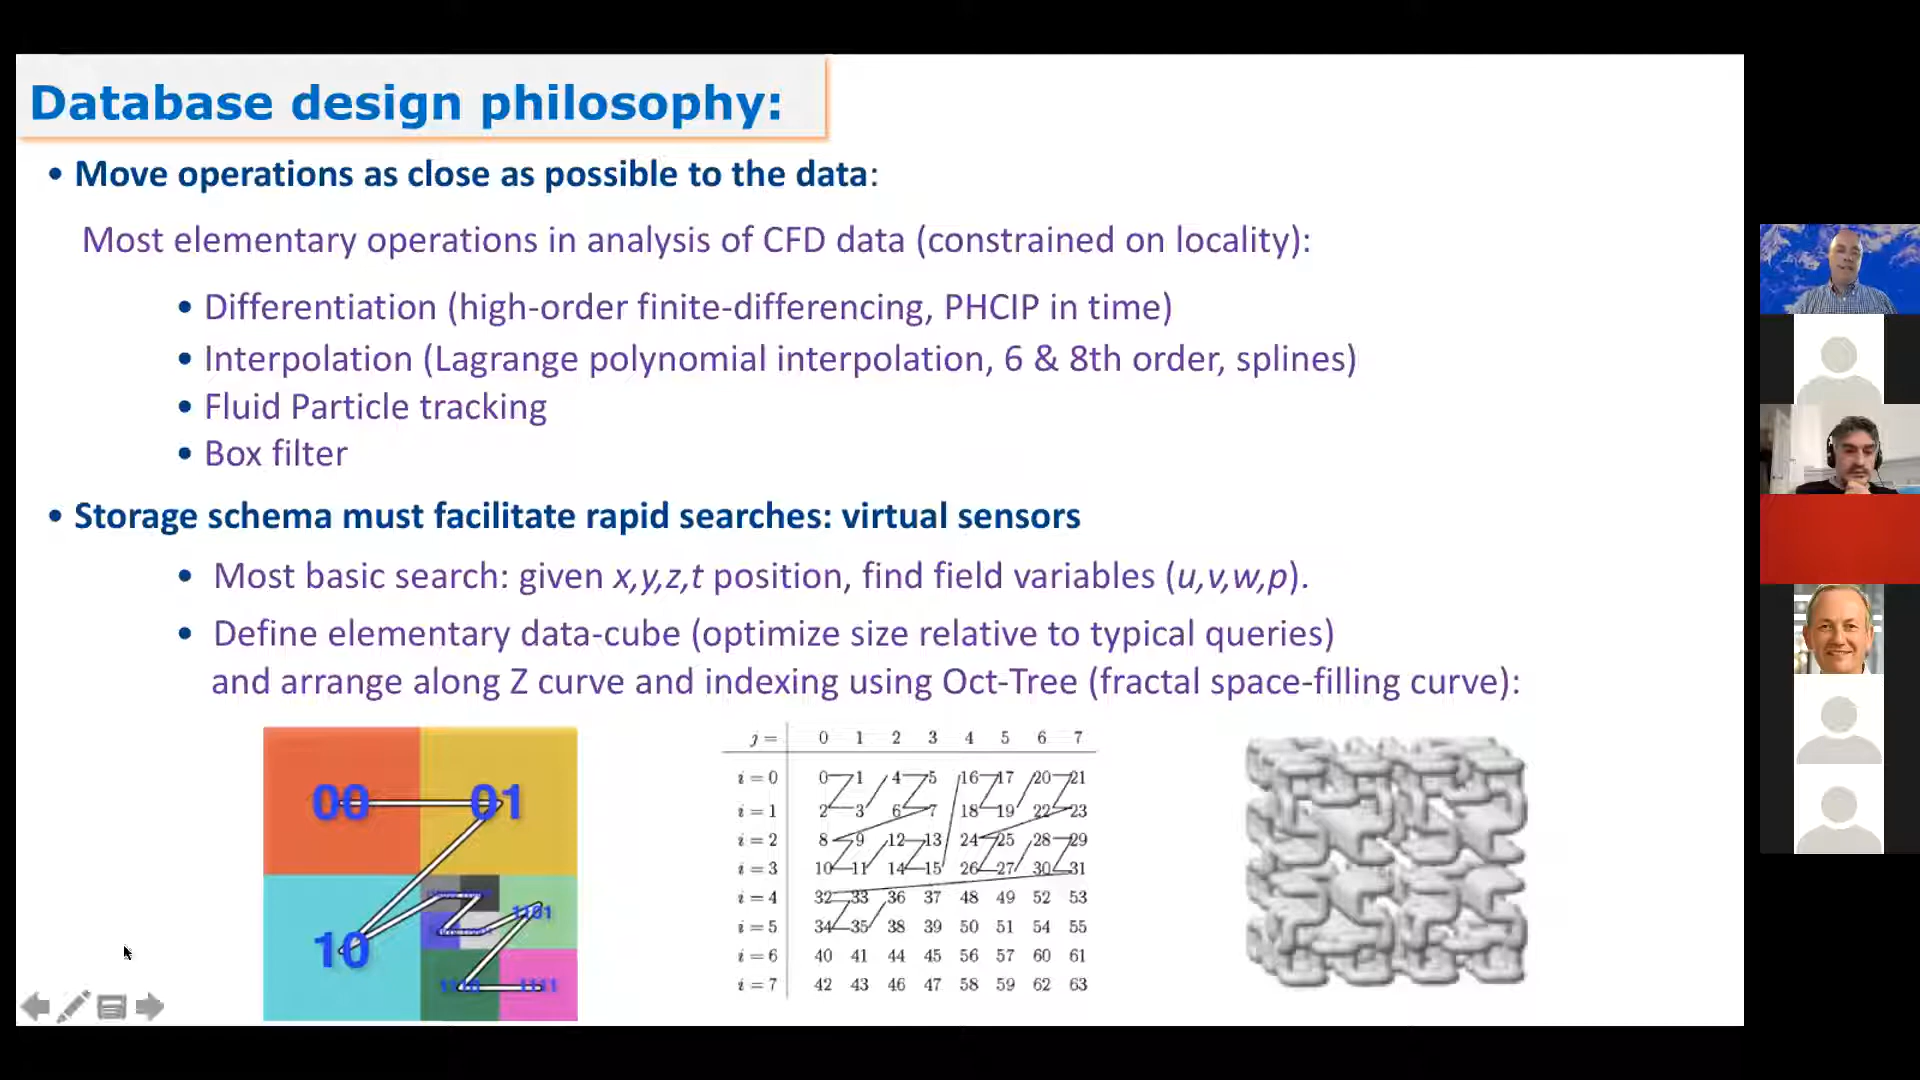 Database design philosophy:
• Move operations as close as possible to the data:
Most elementary operations in analysis of CFD data (constrained on locality):
• Differentiation (high-order finite-differencing, PHCIP in time)
• Interpolation (Lagrange polynomial interpolation, 6 & 8th order, splines)
• Fluid Particle tracking
• Box filter
• Storage schema must facilitate rapid searches: virtual sensors
• Most basic search: given x,y,z,t position, find field variables (u,v,w,p).
• Define elementary data-cube (optimize size relative to typical queries)
and arrange along Z curve and indexing using Oct-Tree (fractal space-filling curve):
00 01
10
1101
1110 1111
j = 0 1 2 3 4 5 6 7
i = 0 0 1 4 5 16 17 20 21
i = 1 2 3 6 7 18 19 22 23
i = 2 8 9 12 13 24 25 28 29
i = 3 10 11 14 15 26 27 30 31
i = 4 32 33 36 37 48 49 52 53
i = 5 34 35 38 39 50 51 54 55
i = 6 40 41 44 45 56 57 60 61
i = 7 42 43 46 47 58 59 62 63